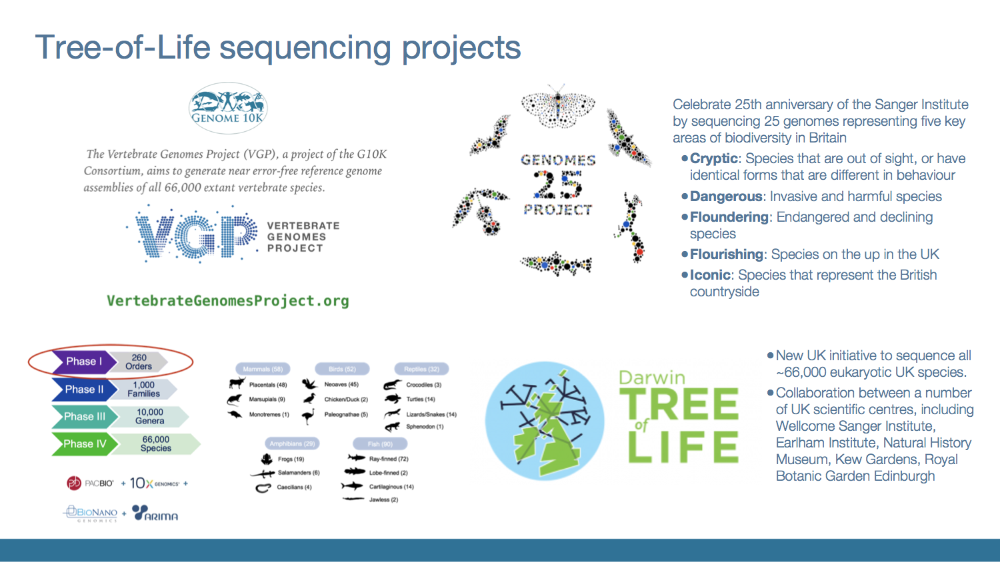 Tree-of-Life sequencing projects
GENOME 10K
The Vertebrate Genomes Project (VGP), a project of the G10K
Consortium, aims to generate near error-free reference genome
assemblies of all 66,000 extant vertebrate species.
VGP
VERTEBRATE
GENOMES
PROJECT
VertebrateGenomesProject.org
GENOMES
25
PROJECT
Celebrate 25th anniversary of the Sanger Institute
by sequencing 25 genomes representing five key
areas of biodiversity in Britain
•Cryptic: Species that are out of sight, or have
identical forms that are different in behaviour
•Dangerous: Invasive and harmful species
•Floundering: Endangered and declining
species
•Flourishing: Species on the up in the UK
•Iconic: Species that represent the British
countryside
Phase I
260
Orders
Phase II
1,000
Families
Phase III
10,000
Genera
Phase IV
66,000
Species
PACBIO® + 10X GENOMICS® +
BIONANO
GENOMICS
+ ARIMA
Mammals (58)
Placentals (48)
Marsupials (9)
Monotremes (1)
Birds (52)
Neoaves (45)
Chicken/Duck (2)
Paleognathae (5)
Reptiles (32)
Crocodiles (3)
Turtles (14)
Lizards/Snakes (14)
Sphenodon (1)
Amphibians (29)
Frogs (19)
Salamanders (6)
Caecilians (4)
Fish (90)
Ray-finned (72)
Lobe-finned (2)
Cartilaginous (14)
Jawless (2)
Darwin
TREE
of
LIFE
•New UK initiative to sequence all
~66,000 eukaryotic UK species.
•Collaboration between a number
of UK scientific centres, including
Wellcome Sanger Institute,
Earlham Institute, Natural History
Museum, Kew Gardens, Royal
Botanic Garden Edinburgh